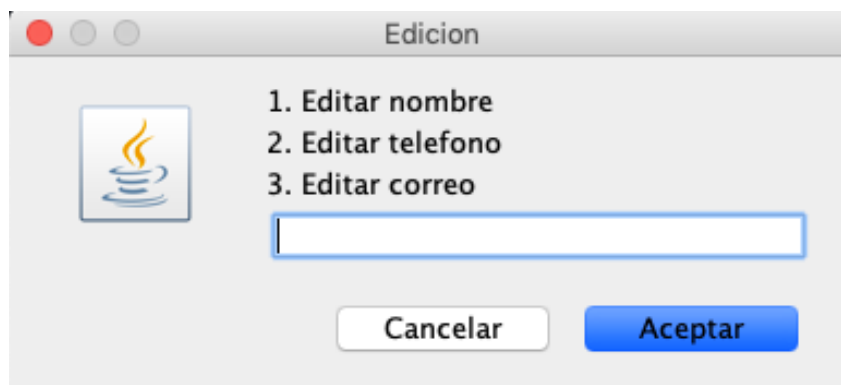 Edicion
1. Editar nombre
2. Editar telefono
3. Editar correo
Cancelar
Aceptar